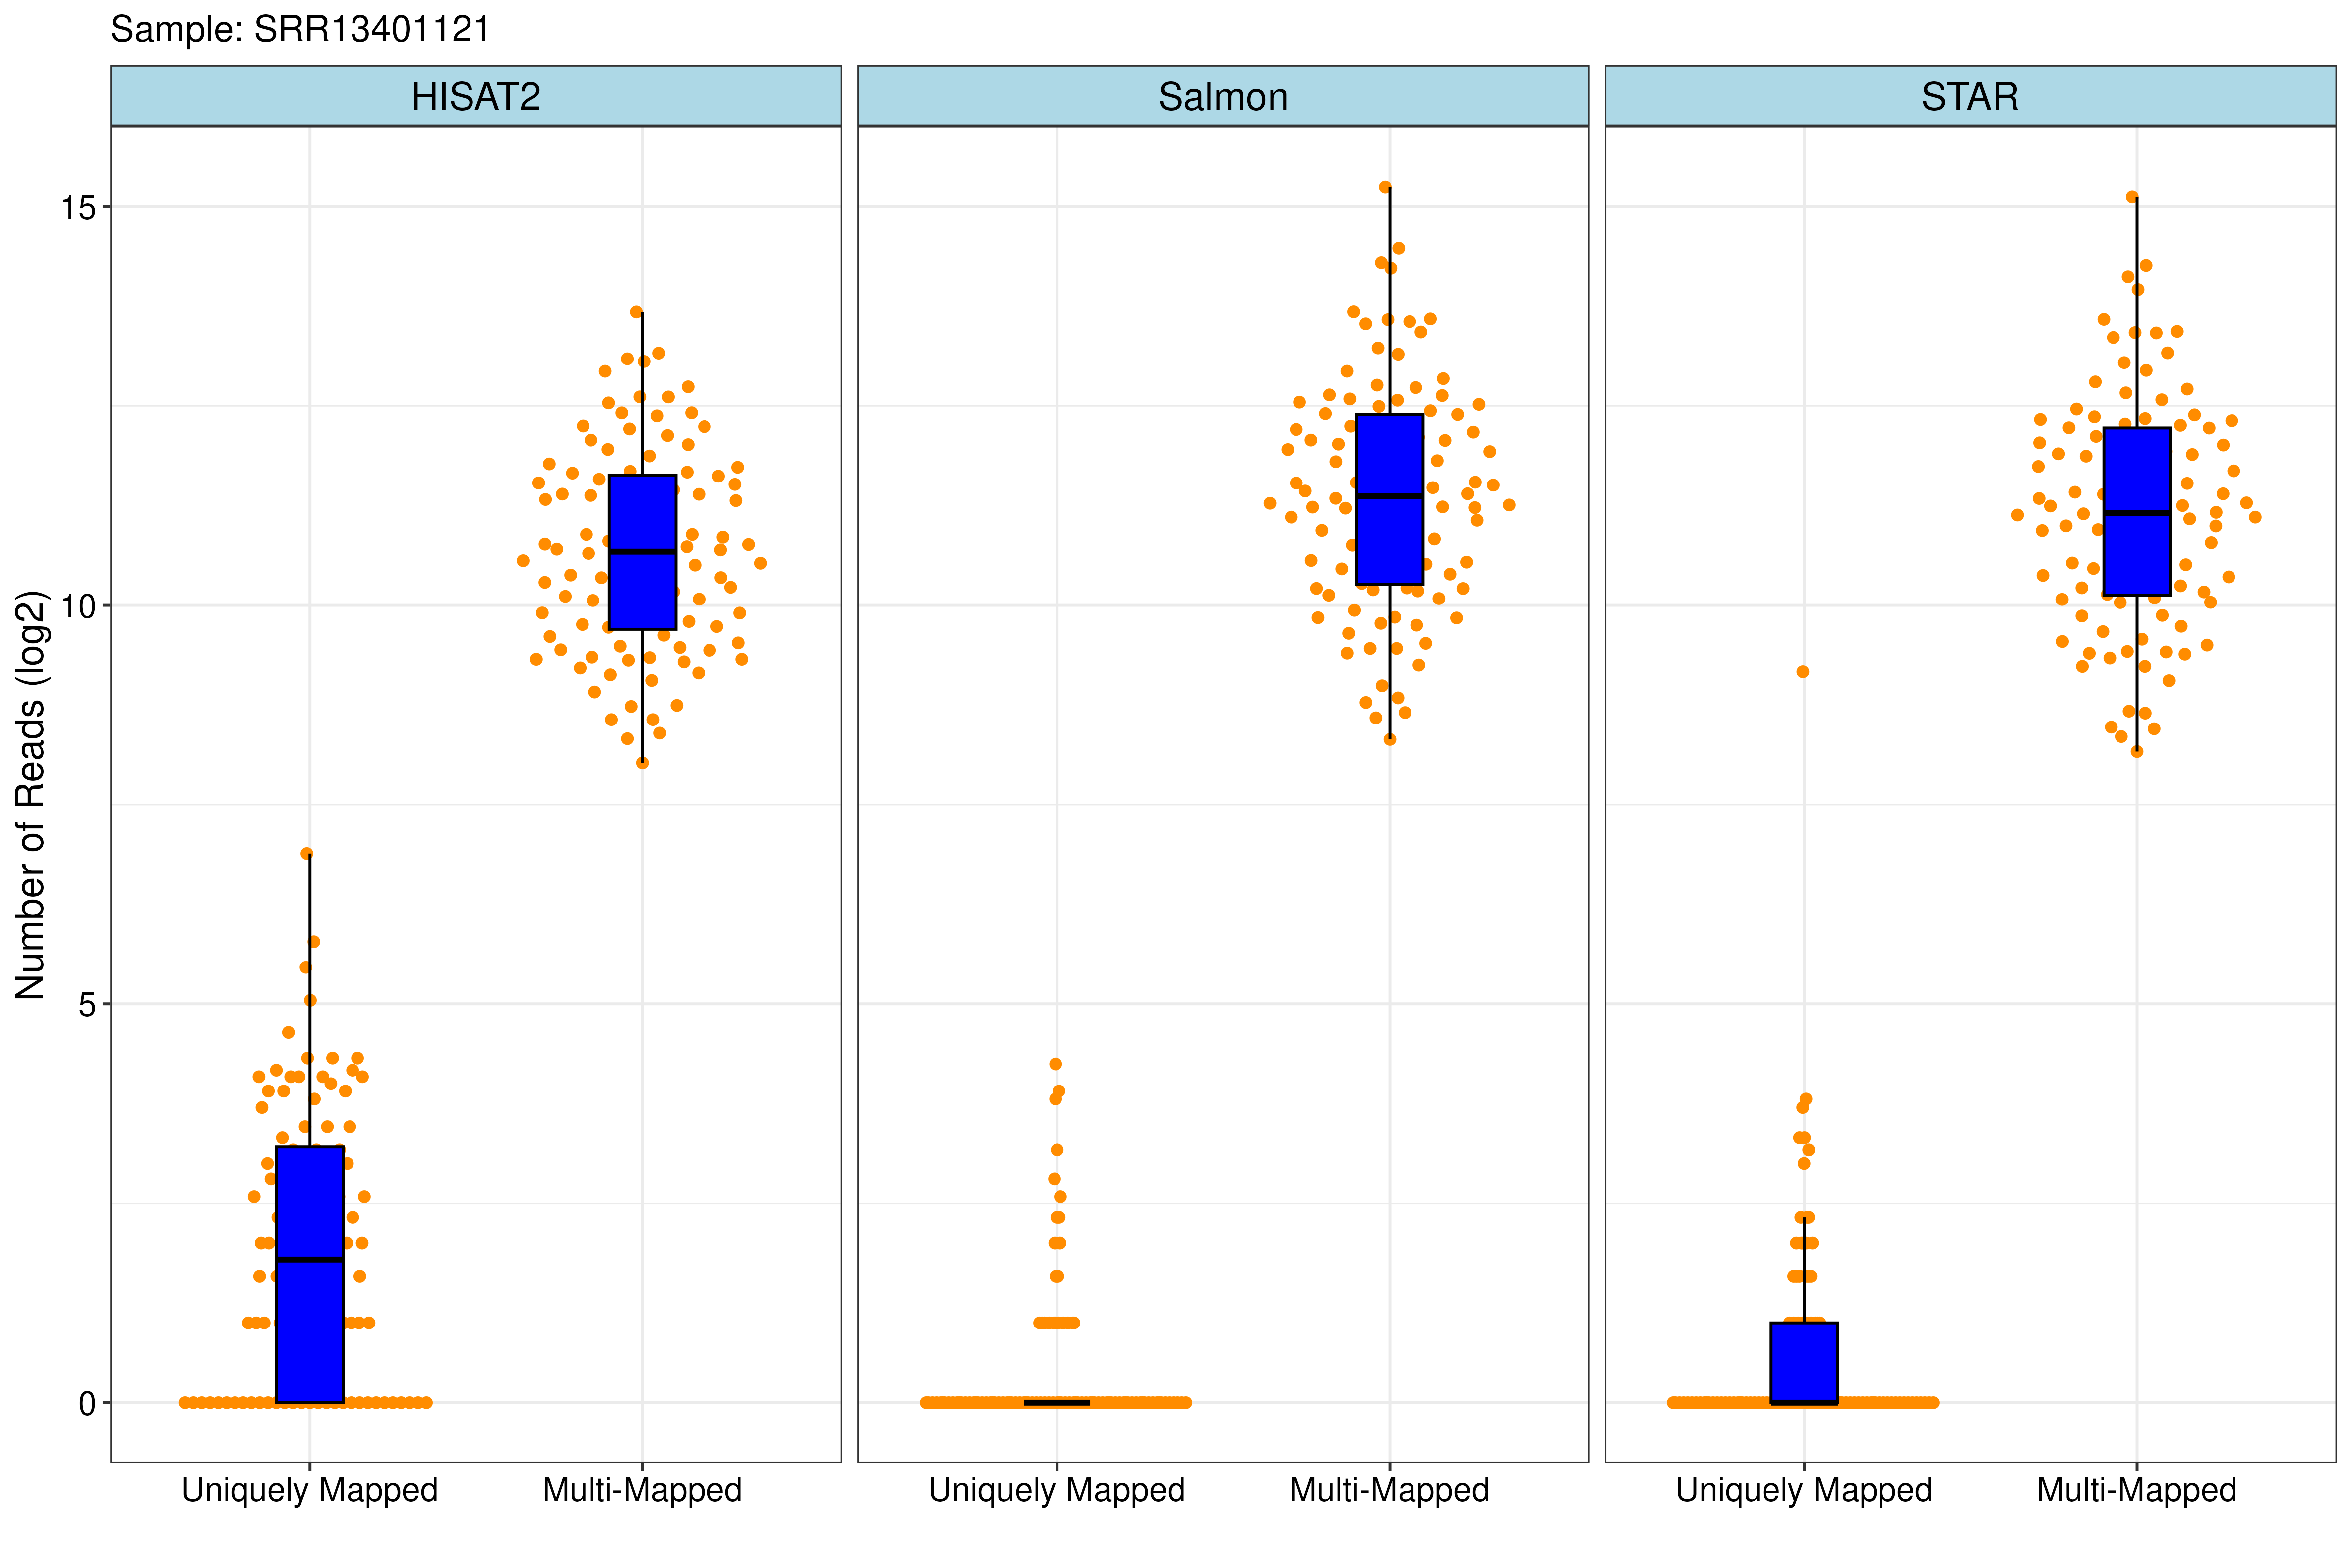 Sample: SRR13401121
HISAT2
Salmon
STAR
Number of Reads (log2)
15
10
5
0
Uniquely Mapped
Multi-Mapped
Uniquely Mapped
Multi-Mapped
Uniquely Mapped
Multi-Mapped